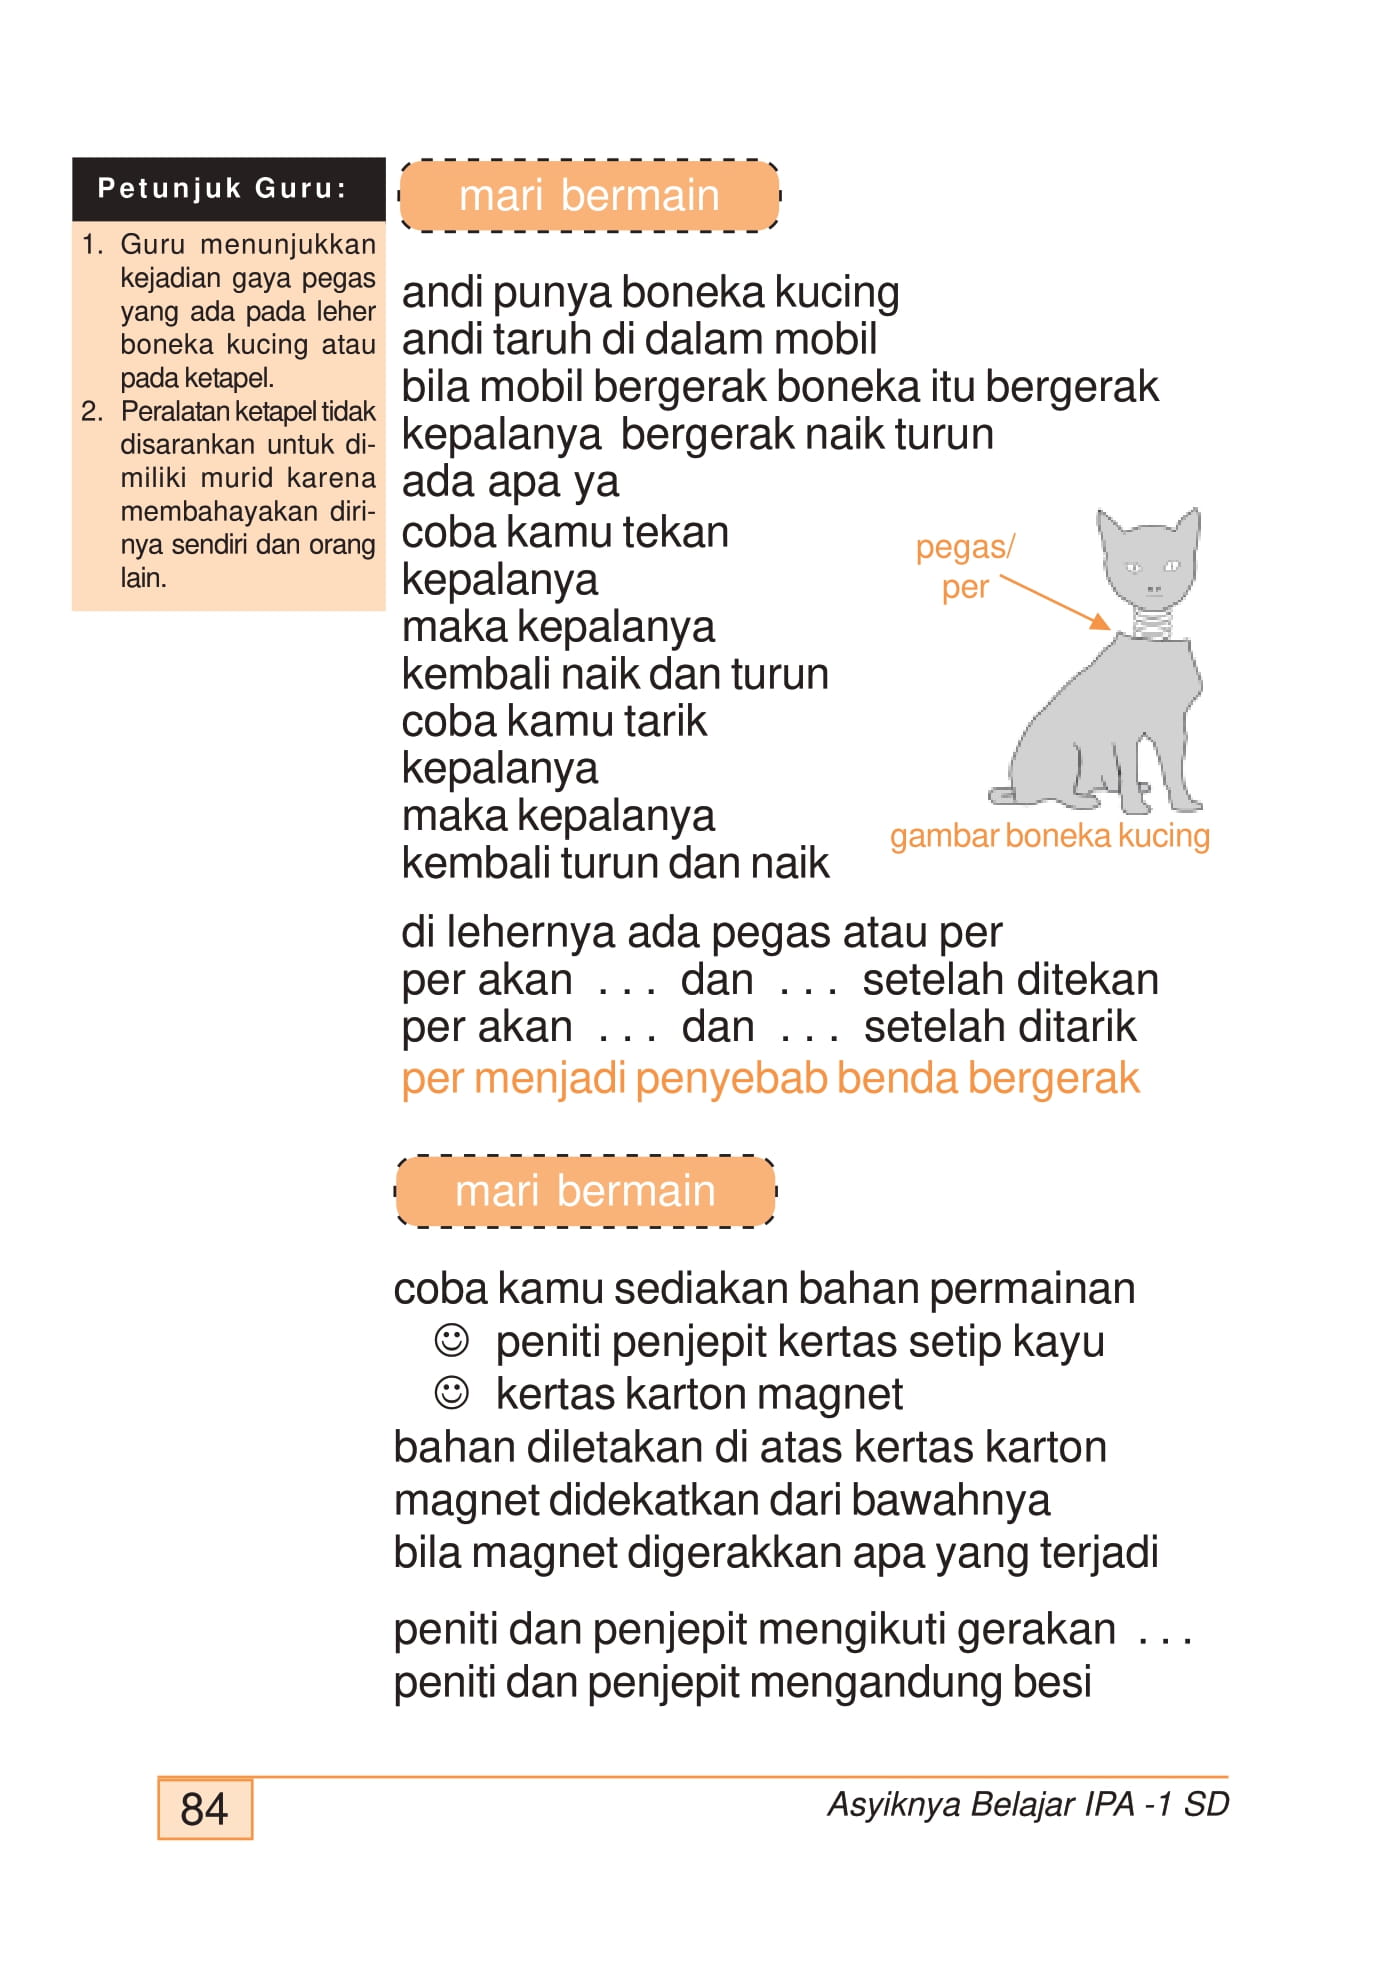 Petunjuk Guru:
1. Guru menunjukkan
kejadian gaya pegas
yang ada pada leher
boneka kucing atau
pada ketapel.
2. Peralatan ketapel tidak
disarankan untuk di-
miliki murid karena
membahayakan diri-
nya sendiri dan orang
lain.
mari bermain
andi punya boneka kucing
andi taruh di dalam mobil
bila mobil bergerak boneka itu bergerak
kepalanya bergerak naik turun
ada apa ya
coba kamu tekan
kepalanya
maka kepalanya
kembali naik dan turun
coba kamu tarik
kepalanya
maka kepalanya
kembali turun dan naik
pegas/
per
gambar boneka kucing
di lehernya ada pegas atau per
per akan . . . dan . . . setelah ditekan
per akan . . . dan . . . setelah ditarik
per menjadi penyebab benda bergerak
mari bermain
coba kamu sediakan bahan permainan
☺ peniti penjepit kertas setip kayu
☺ kertas karton magnet
bahan diletakan di atas kertas karton
magnet didekatkan dari bawahnya
bila magnet digerakkan apa yang terjadi
peniti dan penjepit mengikuti gerakan . . .
peniti dan penjepit mengandung besi
84
Asyiknya Belajar IPA -1 SD